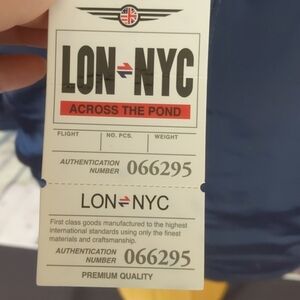 LON⇌NYC
ACROSS THE POND
FLIGHT NO. PCS. WEIGHT
AUTHENTICATION NUMBER 066295
LON⇌NYC
First class goods manufactured to the highest
international standards using only the finest
materials and craftsmanship.
AUTHENTICATION NUMBER 066295
PREMIUM QUALITY